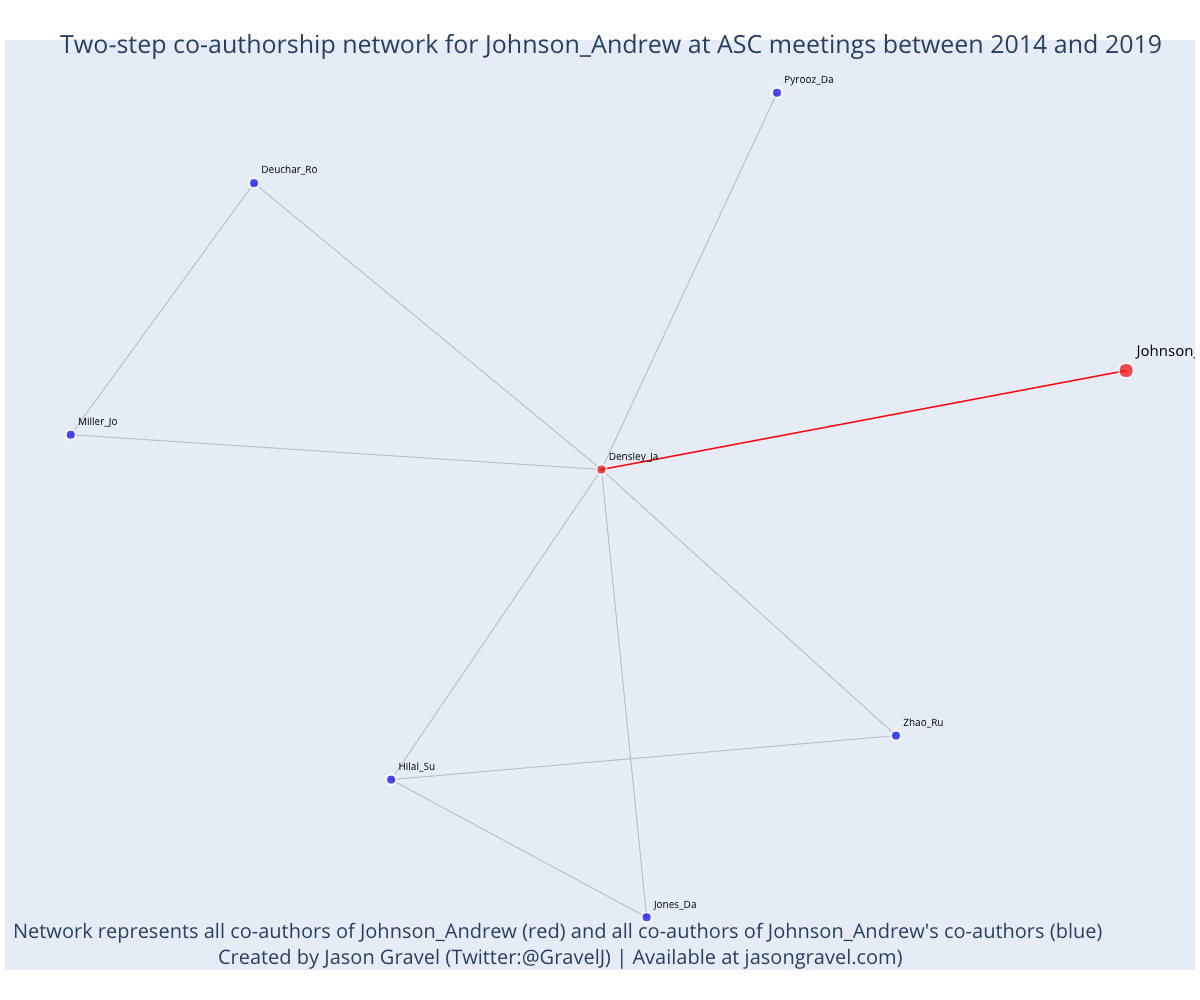 Two-step co-authorship network for Johnson_Andrew at ASC meetings between 2014 and 2019
Pyrooz_Da
Deuchar_Ro
Johnson_
Miller_Jo
Densley_Ja
Zhao_Ru
Hilal_Su
Jones_Da
Network represents all co-authors of Johnson_Andrew (red) and all co-authors of Johnson_Andrew's co-authors (blue)
Created by Jason Gravel (Twitter:@GravelJ) | Available at jasongravel.com)